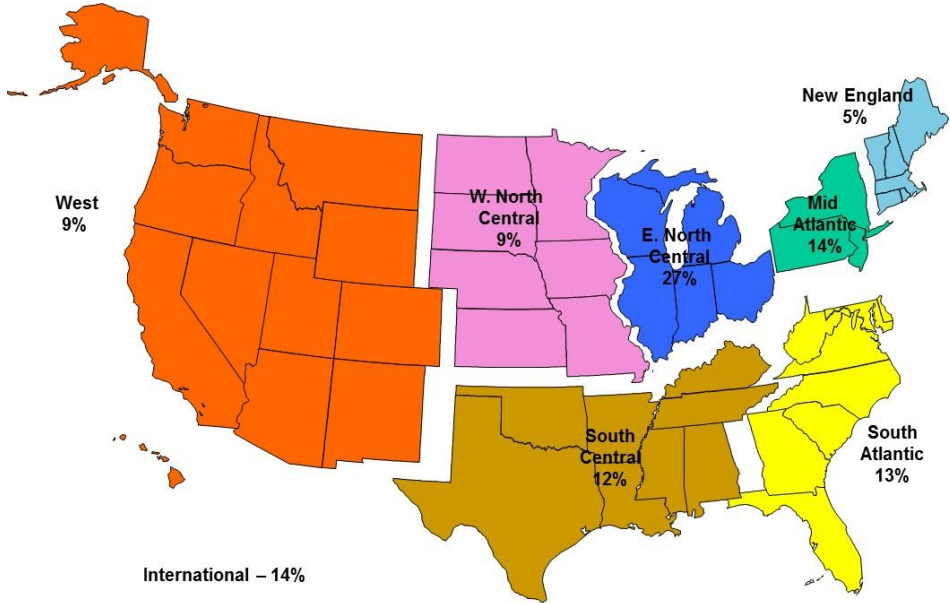 New England
5%
West
9%
W. North
Central
9%
Mid
Atlantic
14%
E. North
Central
27%
South
Central
12%
South
Atlantic
13%
International – 14%